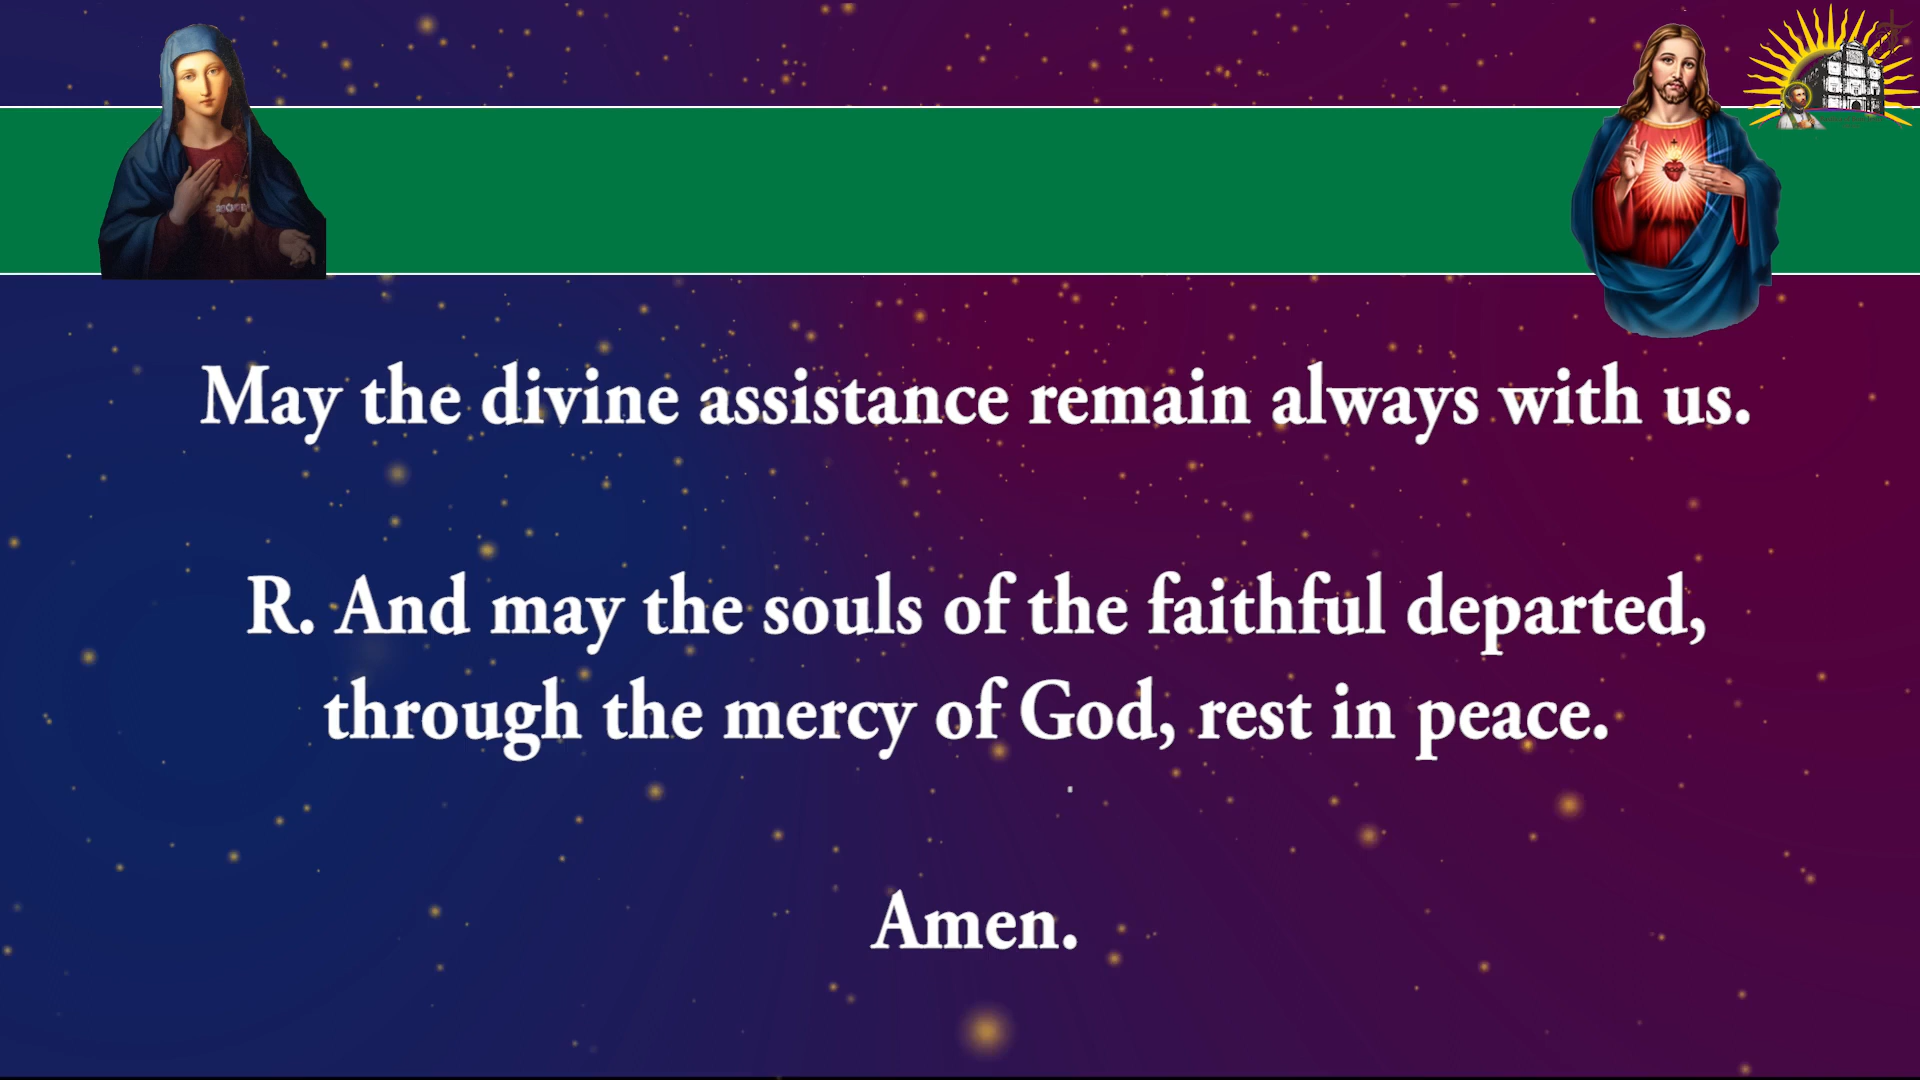 May the divine assistance remain always with us.
R. And may the souls of the faithful departed,
through the mercy of God, rest in peace.
Amen.